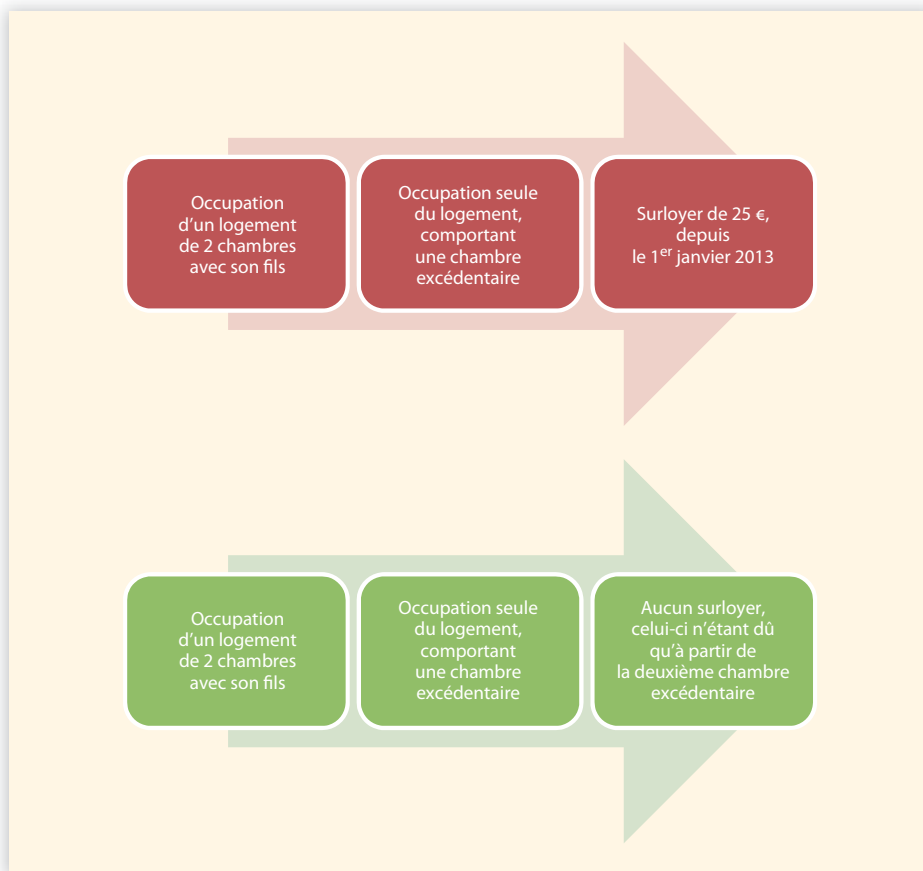 Occupation
d'un logement
de 2 chambres
avec son fils
Occupation seule
du logement,
comportant
une chambre
excédentaire
Surloyer de 25 €,
depuis
le 1er janvier 2013
Occupation
d'un logement
de 2 chambres
avec son fils
Occupation seule
du logement,
comportant
une chambre
excédentaire
Aucun surloyer,
celui-ci n'étant dû
qu'à partir de
la deuxième chambre
excédentaire